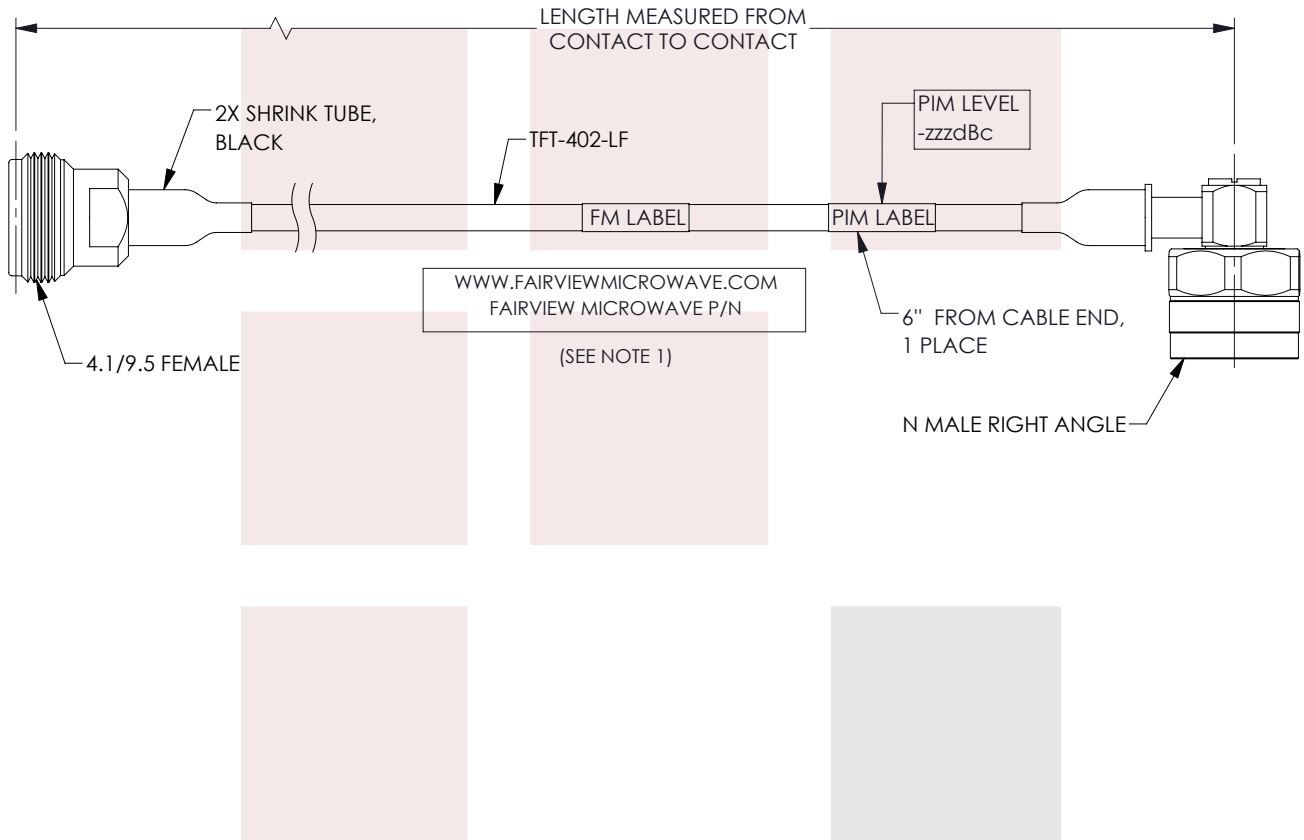 LENGTH MEASURED FROM
CONTACT TO CONTACT
2X SHRINK TUBE,
BLACK
TFT-402-LF
PIM LEVEL
-zzzdBc
FM LABEL
PIM LABEL
WWW.FAIRVIEWMICROWAVE.COM
FAIRVIEW MICROWAVE P/N
(SEE NOTE 1)
6" FROM CABLE END,
1 PLACE
4.1/9.5 FEMALE
N MALE RIGHT ANGLE